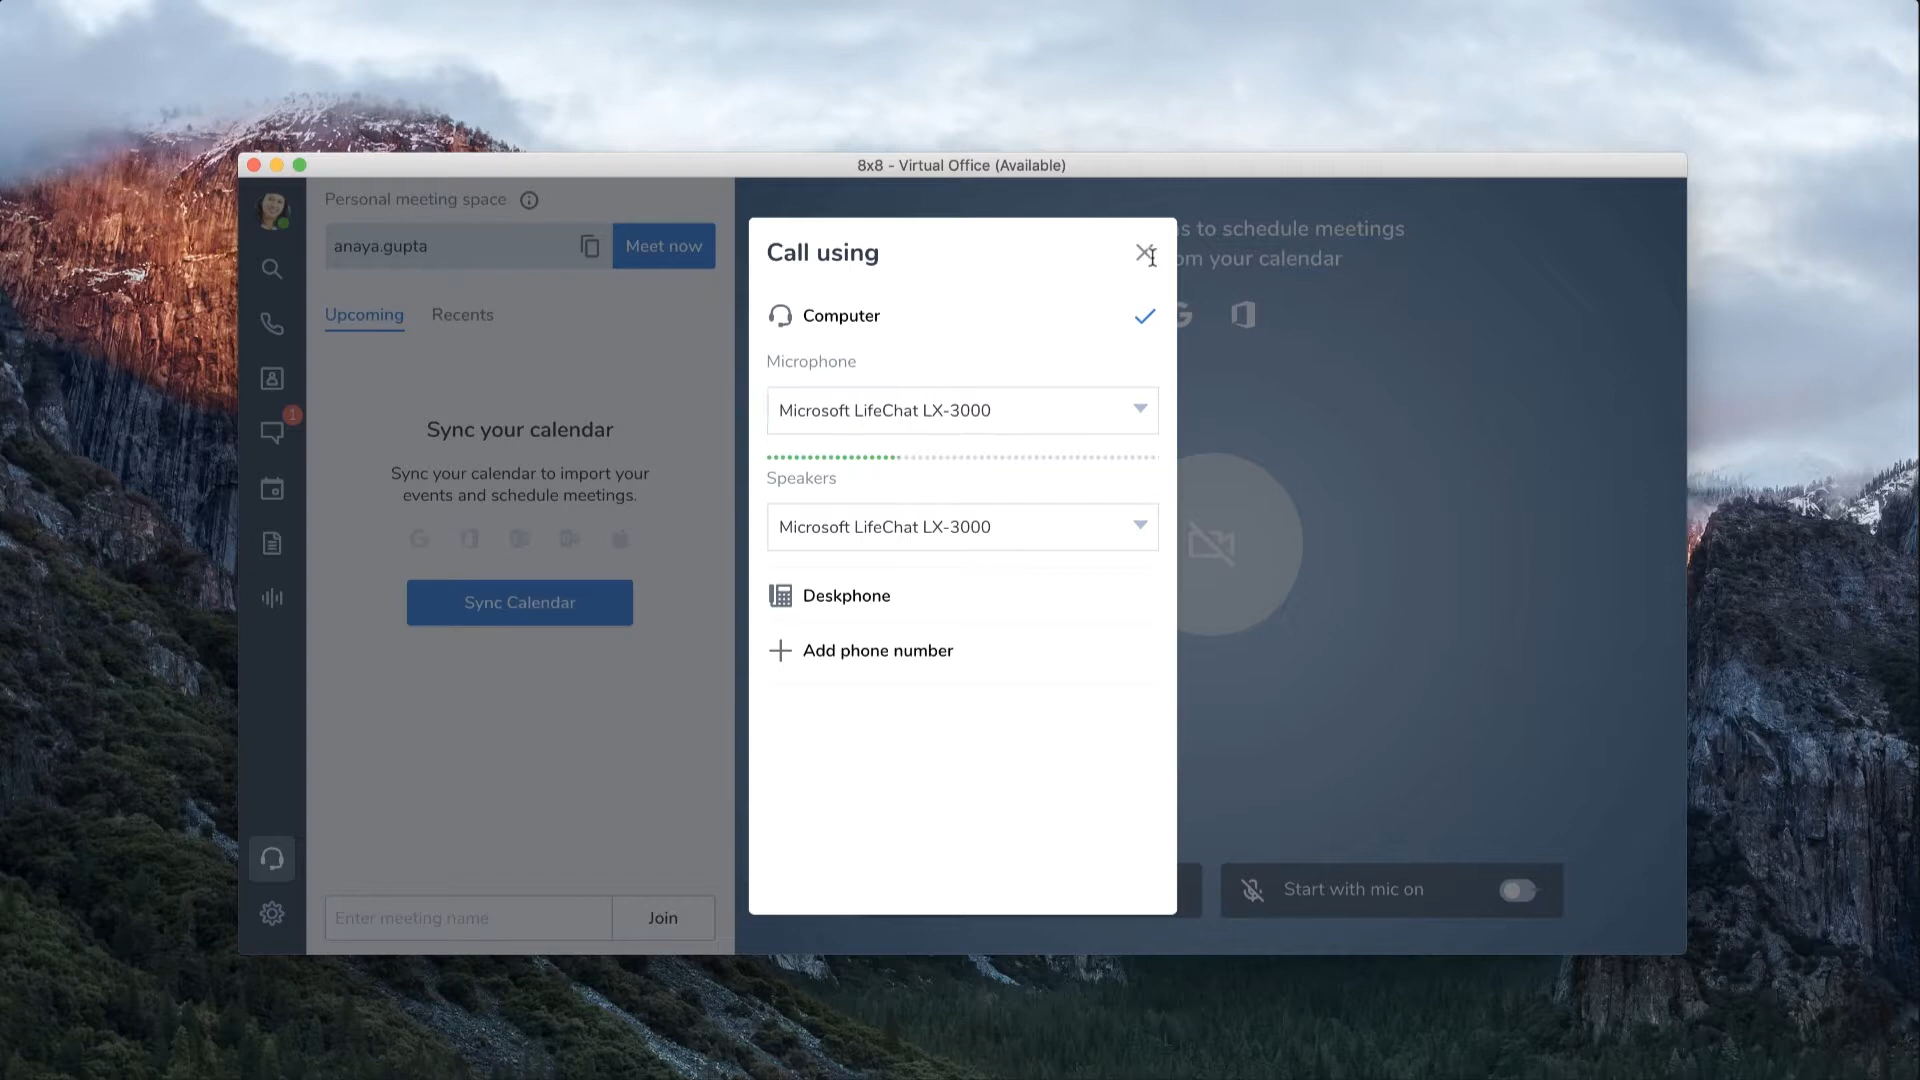 8x8 - Virtual Office (Available)
Personal meeting space
anaya.gupta
Meet now
Upcoming
Recents
1
Sync your calendar
Sync your calendar to import your
events and schedule meetings.
Sync Calendar
Enter meeting name
Join
Call using
Computer
Microphone
Microsoft LifeChat LX-3000
Speakers
Microsoft LifeChat LX-3000
Deskphone
Add phone number
to schedule meetings
your calendar
Start with mic on